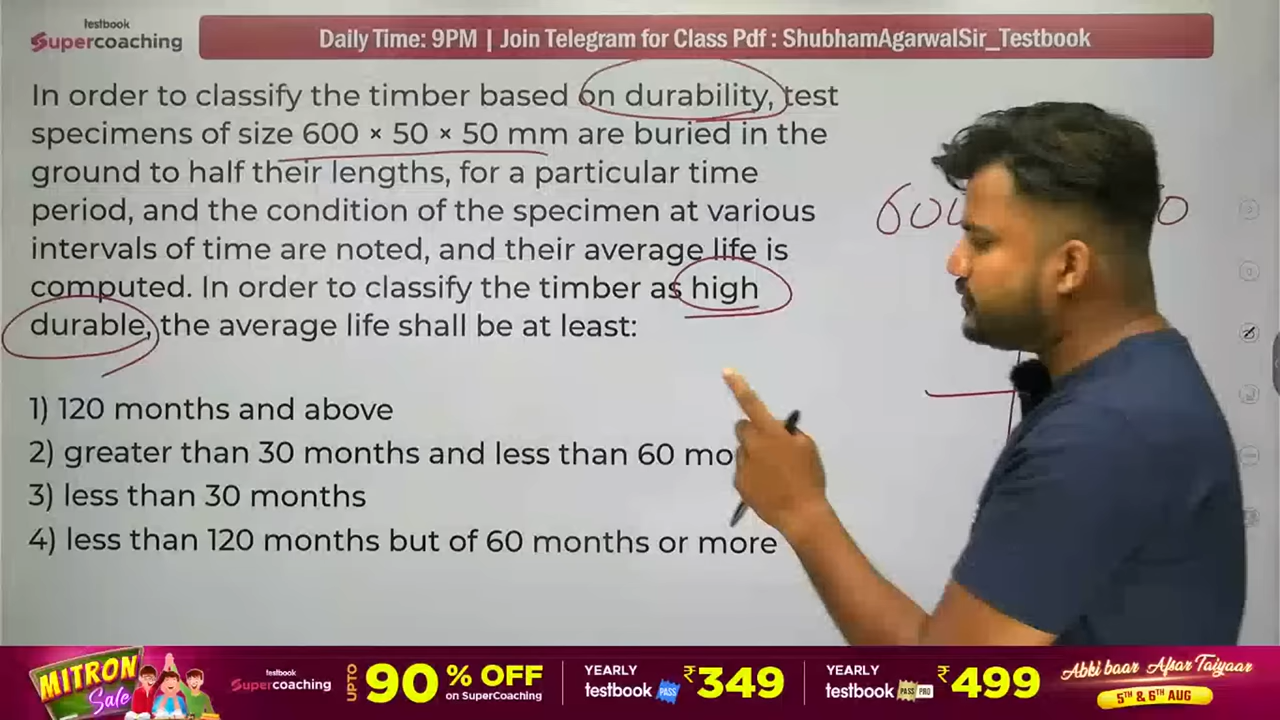 testbook
Supercoaching
Daily Time: 9PM | Join Telegram for Class Pdf : ShubhamAgarwalSir_Testbook
In order to classify the timber based on durability, test
specimens of size 600 × 50 × 50 mm are buried in the
ground to half their lengths, for a particular time
period, and the condition of the specimen at various
intervals of time are noted, and their average life is
computed. In order to classify the timber as high
durable, the average life shall be at least:
1) 120 months and above
2) greater than 30 months and less than 60 mo
3) less than 30 months
4) less than 120 months but of 60 months or more
MITRON
Sale
testbook
Supercoaching
UPTO 90 % OFF
on SuperCoaching
YEARLY
testbook PASS
₹349
YEARLY
testbook PASS PRO
₹499
Abki baar Afsar Taiyaar
5TH & 6TH AUG